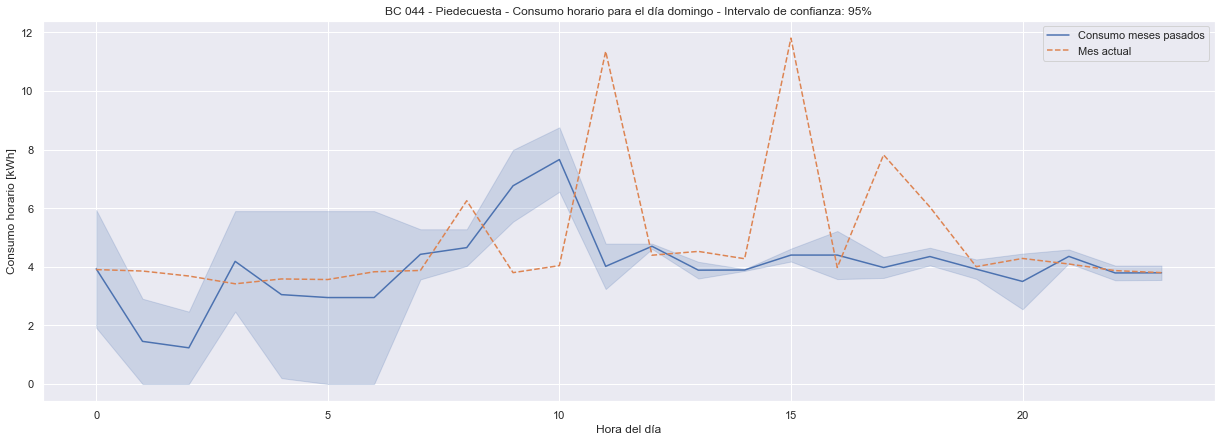 BC 044 - Piedecuesta - Consumo horario para el día domingo - Intervalo de confianza: 95%
Consumo meses pasados
Mes actual
Consumo horario [kWh]
12
10
8
6
4
2
0
0
5
10
15
20
Hora del día